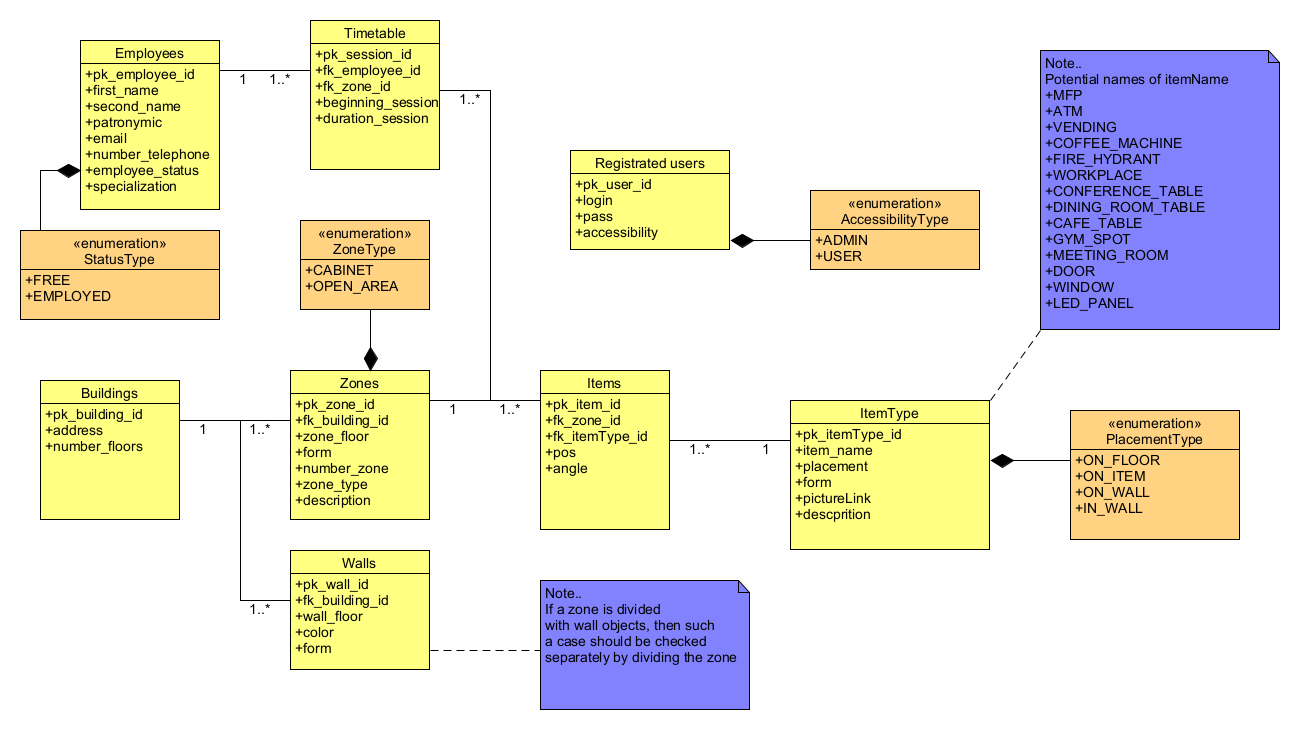 Employees
+pk_employee_id
+first_name
+second_name
+patronymic
+email
+number_telephone
+employee_status
+specialization
1
1..*
Timetable
+pk_session_id
+fk_employee_id
+fk_zone_id
+beginning_session
+duration_session
1..*
«enumeration»
StatusType
+FREE
+EMPLOYED
«enumeration»
ZoneType
+CABINET
+OPEN_AREA
Registrated users
+pk_user_id
+login
+pass
+accessibility
«enumeration»
AccessibilityType
+ADMIN
+USER
Note..
Potential names of itemName
+MFP
+ATM
+VENDING
+COFFEE_MACHINE
+FIRE_HYDRANT
+WORKPLACE
+CONFERENCE_TABLE
+DINING_ROOM_TABLE
+CAFE_TABLE
+GYM_SPOT
+MEETING_ROOM
+DOOR
+WINDOW
+LED_PANEL
Buildings
+pk_building_id
+address
+number_floors
1
1..*
Zones
+pk_zone_id
+fk_building_id
+zone_floor
+form
+number_zone
+zone_type
+description
1
1..*
Items
+pk_item_id
+fk_zone_id
+fk_itemType_id
+pos
+angle
1..*
1
ItemType
+pk_itemType_id
+item_name
+placement
+form
+pictureLink
+descprition
«enumeration»
PlacementType
+ON_FLOOR
+ON_ITEM
+ON_WALL
+IN_WALL
1..*
Walls
+pk_wall_id
+fk_building_id
+wall_floor
+color
+form
Note..
If a zone is divided
with wall objects, then such
a case should be checked
separately by dividing the zone